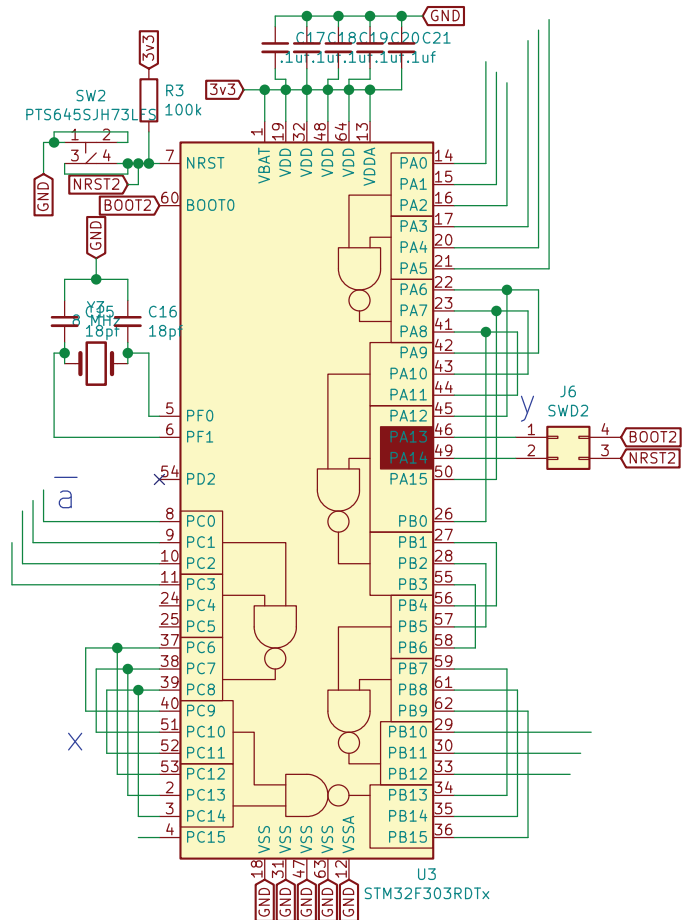 GND
C17 C18 C19 C20 C21
.1uf .1uf .1uf .1uf .1uf
3v3
3v3
R3
100k
SW2
PTS645SJH73LFS
1 2
3 4
NRST2
GND
BOOT2
GND
C15
C16
Y3
8 MHz
18pf
18pf
1 19 32 48 64 13
VBAT VDD VDD VDD VDD VDDA
7 NRST
60 BOOT0
5 PF0
6 PF1
54 PD2
a
8 PC0
9 PC1
10 PC2
11 PC3
24 PC4
25 PC5
37 PC6
38 PC7
39 PC8
40 PC9
51 PC10
52 PC11
53 PC12
2 PC13
3 PC14
4 PC15
x
PA0 14
PA1 15
PA2 16
PA3 17
PA4 20
PA5 21
PA6 22
PA7 23
PA8 41
PA9 42
PA10 43
PA11 44
PA12 45
PA13 46
PA14 49
PA15 50
PB0 26
PB1 27
PB2 28
PB3 55
PB4 56
PB5 57
PB6 58
PB7 59
PB8 61
PB9 62
PB10 29
PB11 30
PB12 33
PB13 34
PB14 35
PB15 36
y
J6
SWD2
1 4 BOOT2
2 3 NRST2
VSS VSS VSS VSS VSSA
18 31 47 63 12
GND GND GND GND GND
U3
STM32F303RDTx